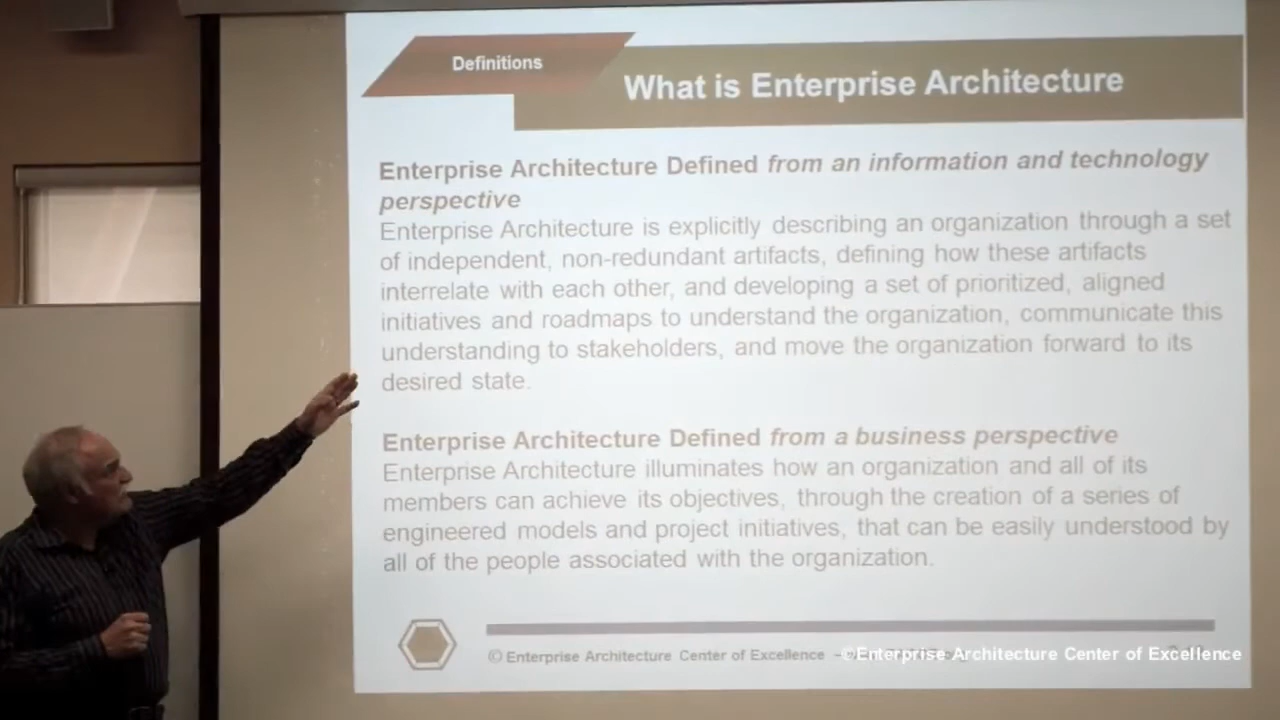 Definitions
What is Enterprise Architecture
Enterprise Architecture Defined from an information and technology
perspective
Enterprise Architecture is explicitly describing an organization through a set
of independent, non-redundant artifacts, defining how these artifacts
interrelate with each other, and developing a set of prioritized, aligned
initiatives and roadmaps to understand the organization, communicate this
understanding to stakeholders, and move the organization forward to its
desired state.
Enterprise Architecture Defined from a business perspective
Enterprise Architecture illuminates how an organization and all of its
members can achieve its objectives, through the creation of a series of
engineered models and project initiatives, that can be easily understood by
all of the people associated with the organization.
© Enterprise Architecture Center of Excellence –
©Enterprise Architecture Center of Excellence